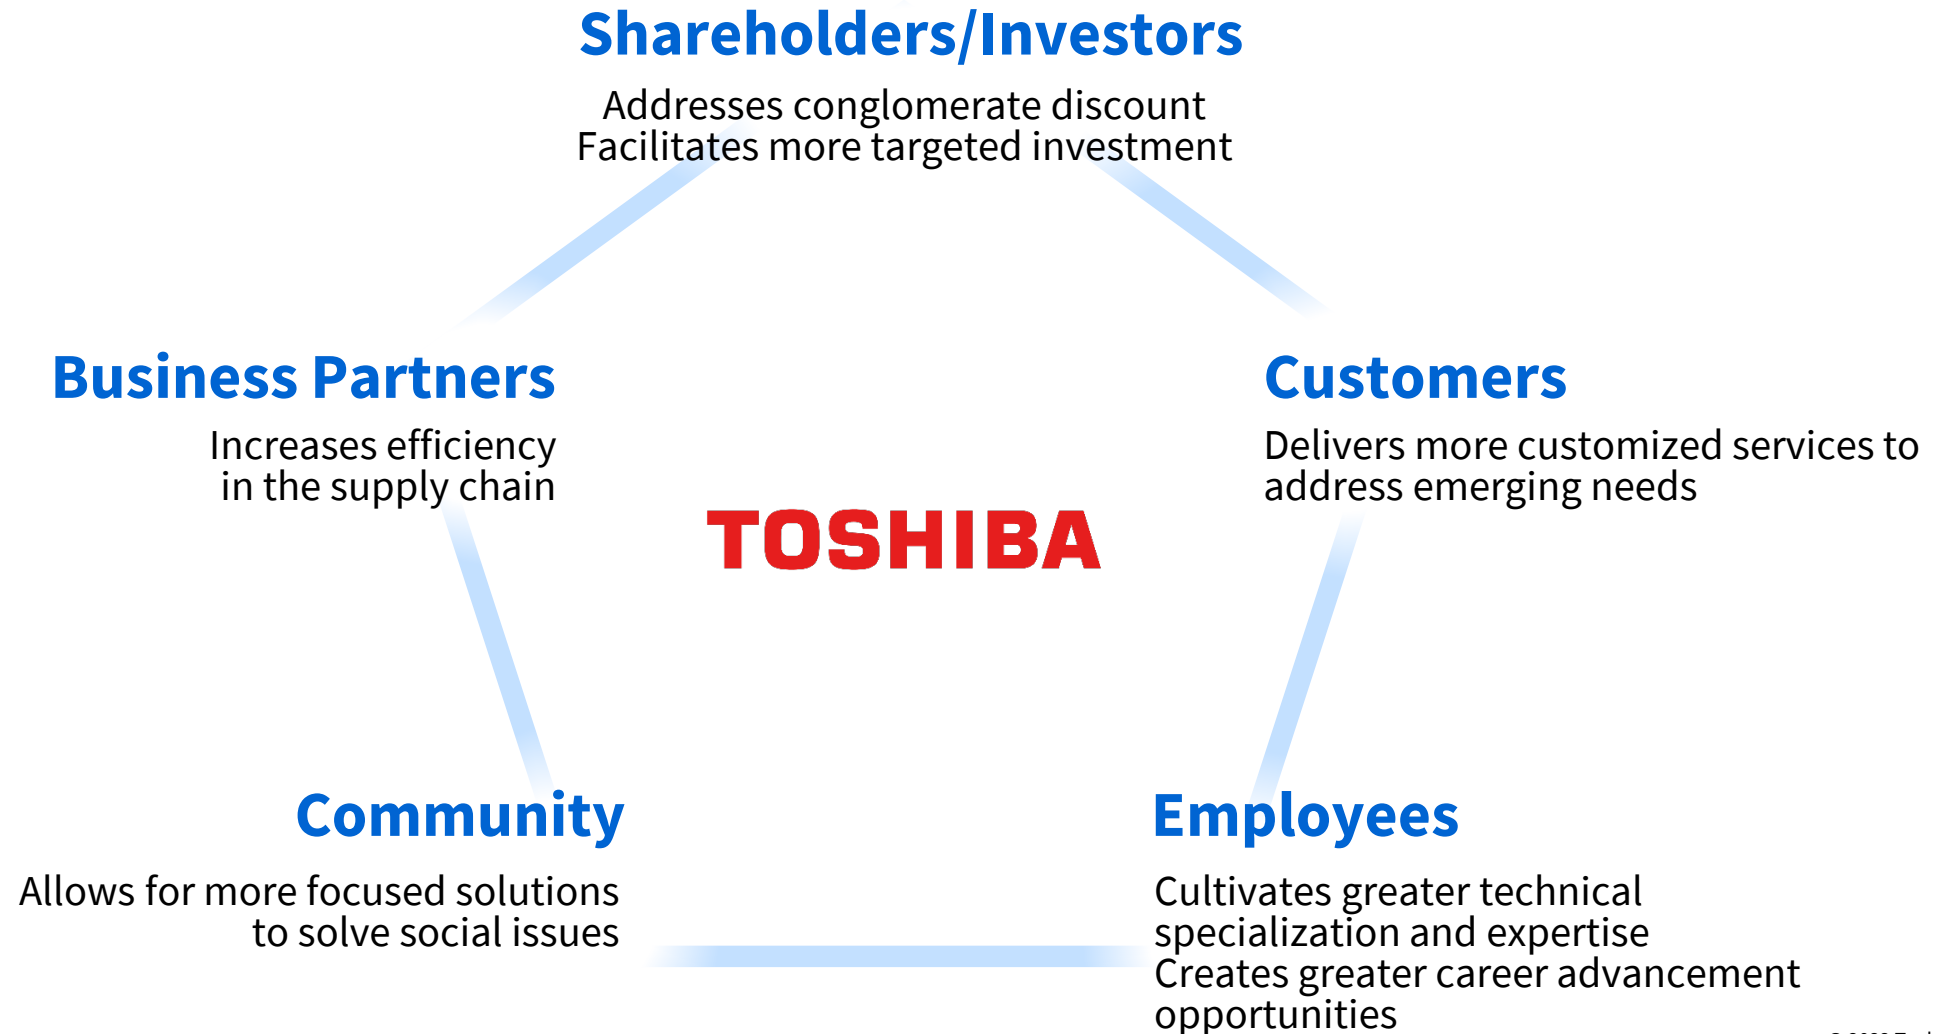 Shareholders/Investors
Addresses conglomerate discount
Facilitates more targeted investment
Business Partners
Increases efficiency
in the supply chain
Customers
Delivers more customized services to
address emerging needs
TOSHIBA
Community
Allows for more focused solutions
to solve social issues
Employees
Cultivates greater technical
specialization and expertise
Creates greater career advancement
opportunities